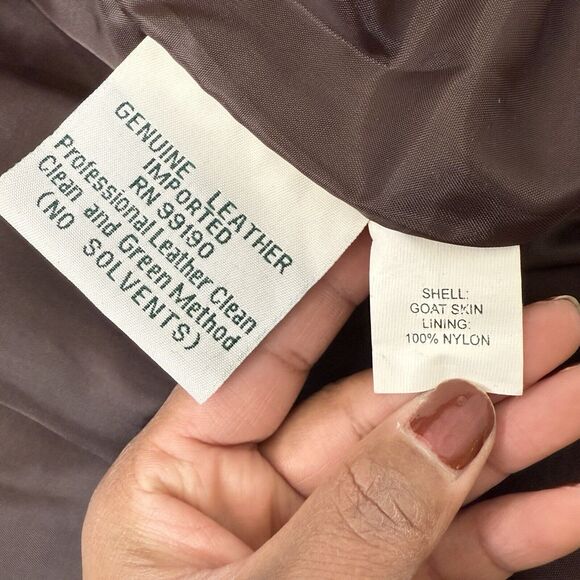 GENUINE LEATHER
IMPORTED
RN 99190
Professional Leather Clean
Clean and Green Method
(NO SOLVENTS)
SHELL:
GOAT SKIN
LINING:
100% NYLON